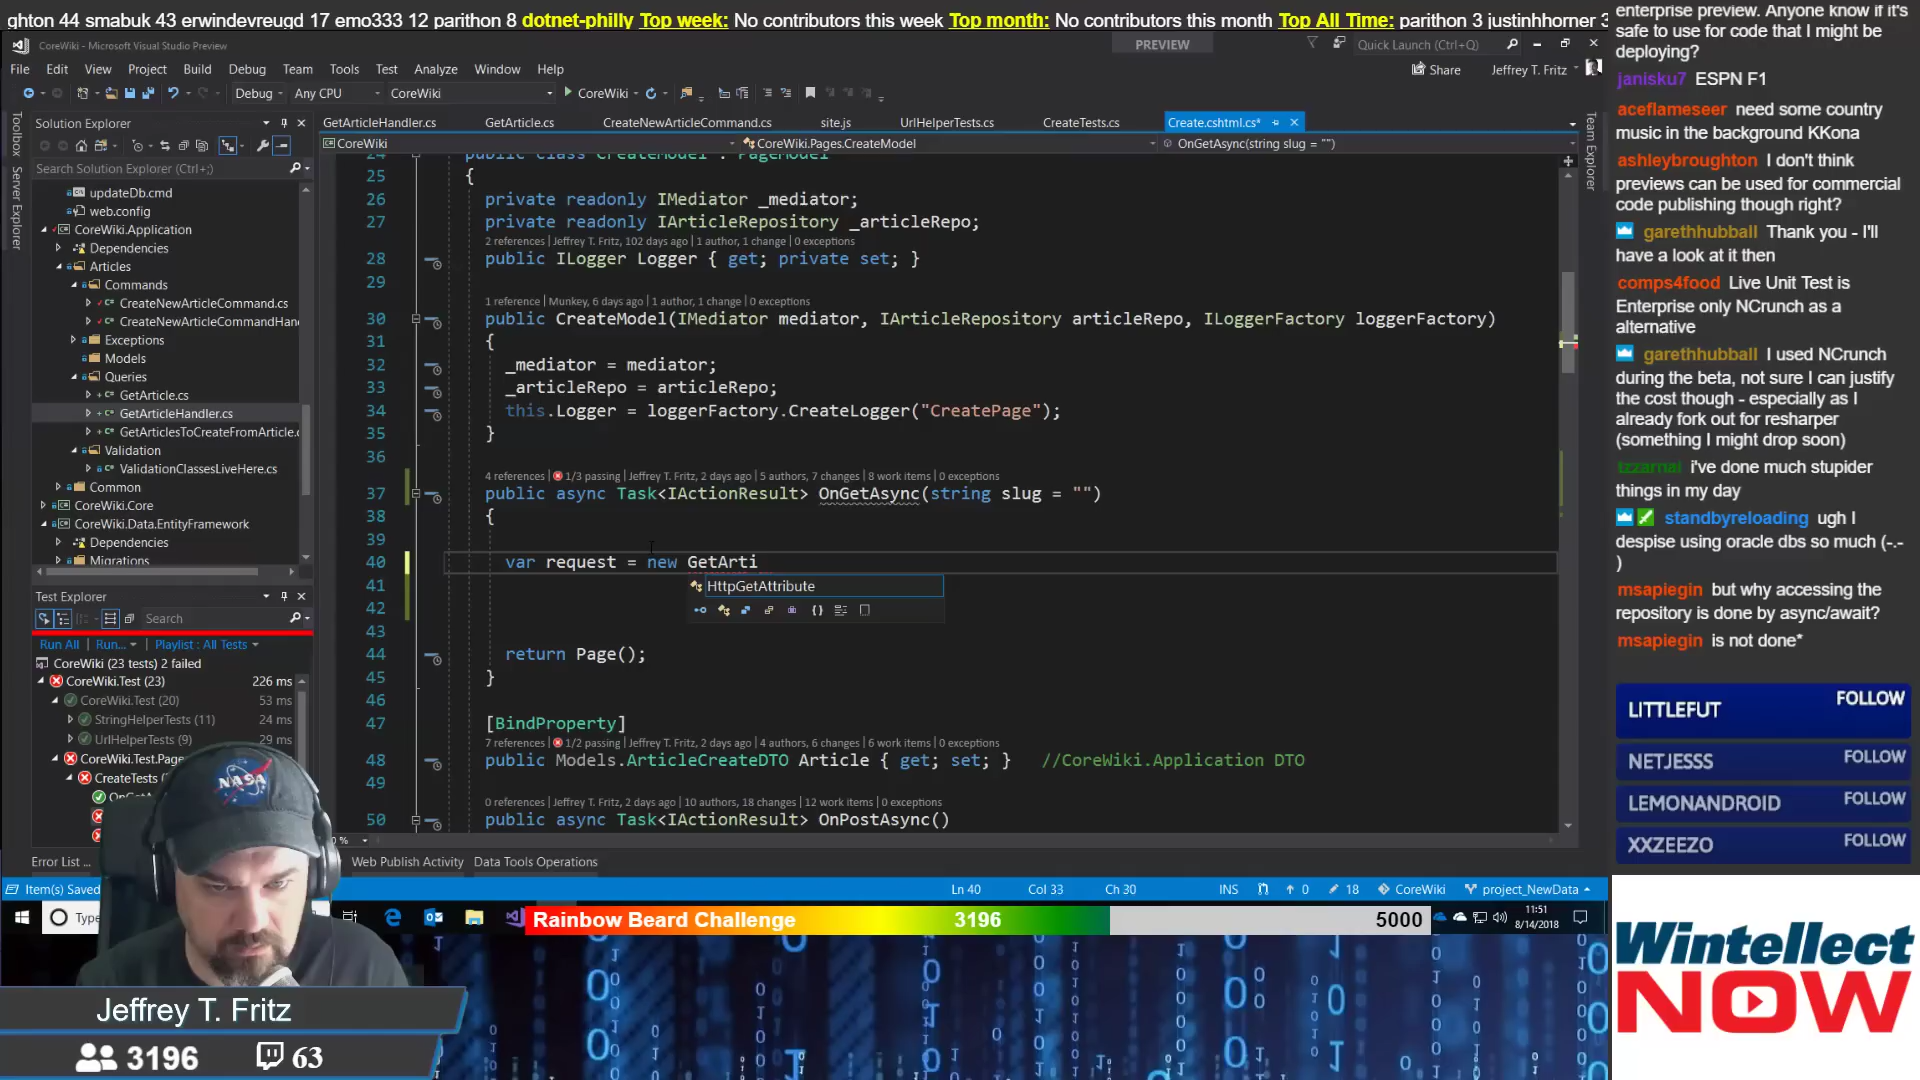 ghton 44 smabuk 43 erwindevreugd 17 emo333 12 parithon 8 dotnet-philly Top week: No contributors this week Top month: No contributors this month Top All Time: parithon 3 justinhhorner 3
CoreWiki - Microsoft Visual Studio Preview
PREVIEW
Quick Launch (Ctrl+Q)
File Edit View Project Build Debug Team Tools Test Analyze Window Help
Share
Jeffrey T. Fritz
Debug Any CPU CoreWiki CoreWiki
Toolbox
Server Explorer
Team Explorer
Solution Explorer
Search Solution Explorer (Ctrl+;)
updateDb.cmd
web.config
CoreWiki.Application
Dependencies
Articles
Commands
CreateNewArticleCommand.cs
CreateNewArticleCommandHan
Exceptions
Models
Queries
GetArticle.cs
GetArticleHandler.cs
GetArticlesToCreateFromArticle.c
Validation
ValidationClassesLiveHere.cs
Common
CoreWiki.Core
CoreWiki.Data.EntityFramework
Dependencies
Migrations
Test Explorer
Search
Run All Run... Playlist : All Tests
CoreWiki (23 tests) 2 failed
CoreWiki.Test (23) 226 ms
CoreWiki.Test (20) 53 ms
StringHelperTests (11) 24 ms
UrlHelperTests (9) 29 ms
CoreWiki.Test.Page
CreateTests (
OnGetA
GetArticleHandler.cs GetArticle.cs CreateNewArticleCommand.cs site.js UrlHelperTests.cs CreateTests.cs Create.cshtml.cs*
CoreWiki CoreWiki.Pages.CreateModel OnGetAsync(string slug = "")
24 public class CreateModel : PageModel
25 {
26 private readonly IMediator _mediator;
27 private readonly IArticleRepository _articleRepo;
2 references | Jeffrey T. Fritz, 102 days ago | 1 author, 1 change | 0 exceptions
28 public ILogger Logger { get; private set; }
29
1 reference | Munkey, 6 days ago | 1 author, 1 change | 0 exceptions
30 public CreateModel(IMediator mediator, IArticleRepository articleRepo, ILoggerFactory loggerFactory)
31 {
32 _mediator = mediator;
33 _articleRepo = articleRepo;
34 this.Logger = loggerFactory.CreateLogger("CreatePage");
35 }
36
4 references | 1/3 passing | Jeffrey T. Fritz, 2 days ago | 5 authors, 7 changes | 8 work items | 0 exceptions
37 public async Task<IActionResult> OnGetAsync(string slug = "")
38 {
39
40 var request = new GetArti
41 HttpGetAttribute
42
43
44 return Page();
45 }
46
47 [BindProperty]
7 references | 1/2 passing | Jeffrey T. Fritz, 2 days ago | 4 authors, 6 changes | 6 work items | 0 exceptions
48 public Models.ArticleCreateDTO Article { get; set; } //CoreWiki.Application DTO
49
0 references | Jeffrey T. Fritz, 2 days ago | 10 authors, 18 changes | 12 work items | 0 exceptions
50 public async Task<IActionResult> OnPostAsync()
0 %
Error List ... Web Publish Activity Data Tools Operations
Item(s) Saved Ln 40 Col 33 Ch 30 INS 0 18 CoreWiki project_NewData
Type
Rainbow Beard Challenge 3196 5000
11:51
8/14/2018
Jeffrey T. Fritz
3196 63
NASA
enterprise preview. Anyone know if it's
safe to use for code that I might be
deploying?
janisku7 ESPN F1
aceflameseer need some country
music in the background KKona
ashleybroughton I don't think
previews can be used for commercial
code publishing though right?
garethhubball Thank you - I'll
have a look at it then
comps4food Live Unit Test is
Enterprise only NCrunch as a
alternative
garethhubball I used NCrunch
during the beta, not sure I can justify
the cost though - especially as I
already fork out for resharper
(something I might drop soon)
tzzarnai i've done much stupider
things in my day
standbyreloading ugh I
despise using oracle dbs so much (-.-
)
msapiegin but why accessing the
repository is done by async/await?
msapiegin is not done*
LITTLEFUT FOLLOW
NETJESSS FOLLOW
LEMONANDROID FOLLOW
XXZEEZO FOLLOW
Wintellect
NOW